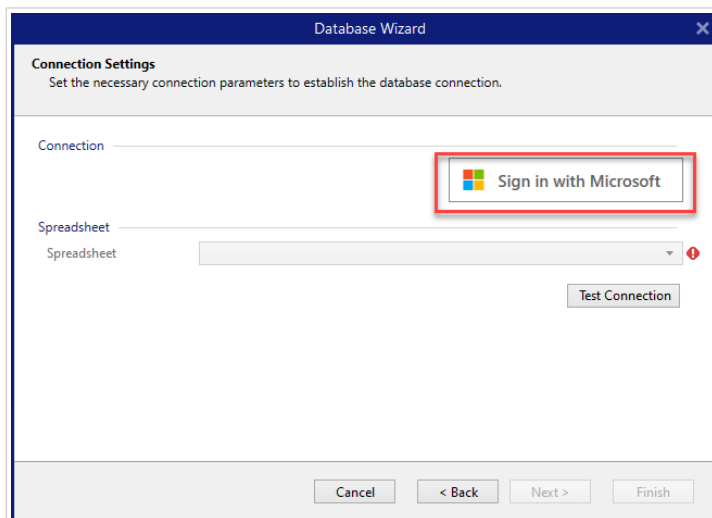 Database Wizard
Connection Settings
Set the necessary connection parameters to establish the database connection.
Connection
Sign in with Microsoft
Spreadsheet
Spreadsheet
Test Connection
Cancel < Back Next > Finish